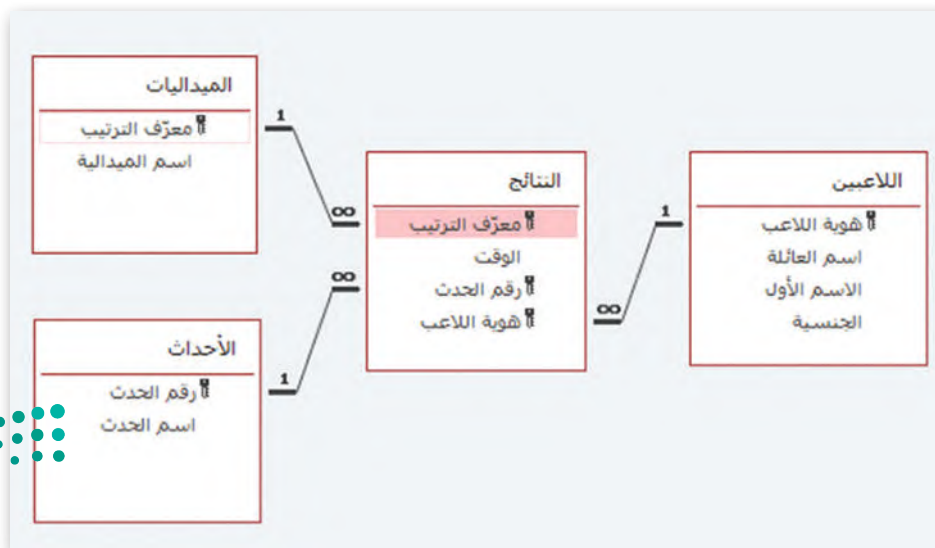 الميداليات
معرّف الترتيب
اسم الميدالية
1
∞
النتائج
معرّف الترتيب
الوقت
رقم الحدث
هوية اللاعب
∞
1
∞
اللاعبين
هوية اللاعب
اسم العائلة
الاسم الأول
الجنسية
1
الأحداث
رقم الحدث
اسم الحدث